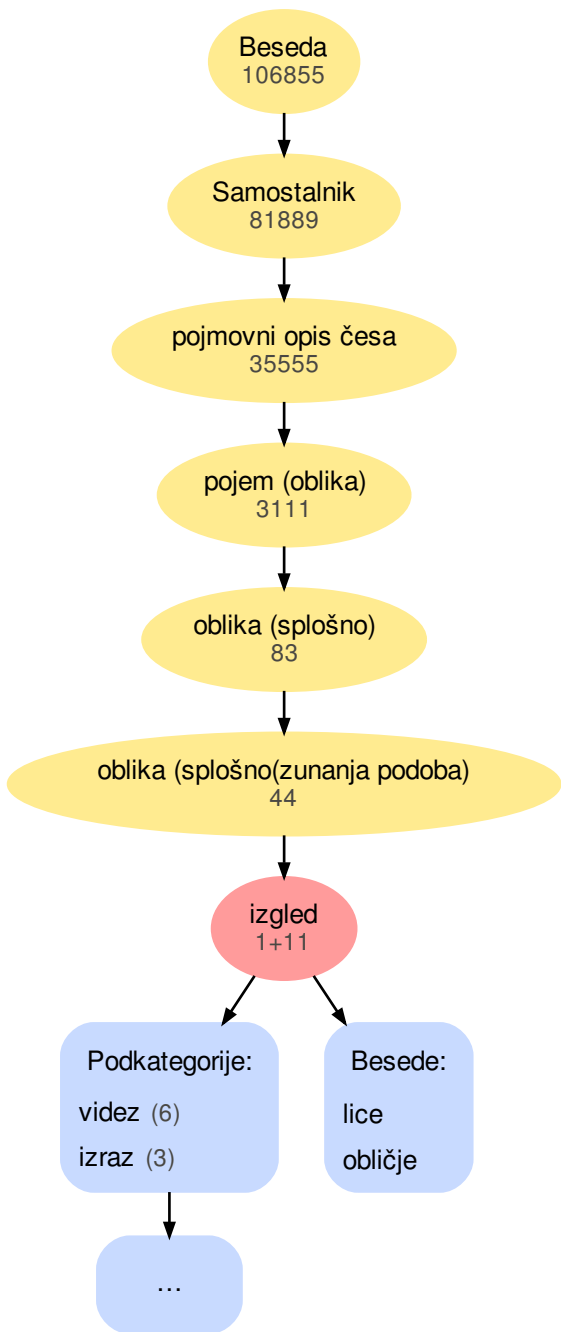 Beseda
106855
Samostalnik
81889
pojmovni opis česa
35555
pojem (oblika)
3111
oblika (splošno)
83
oblika (splošno(zunanja podoba)
44
izgled
1+11
Podkategorije:
videz (6)
izraz (3)
Besede:
lice
obličje
...